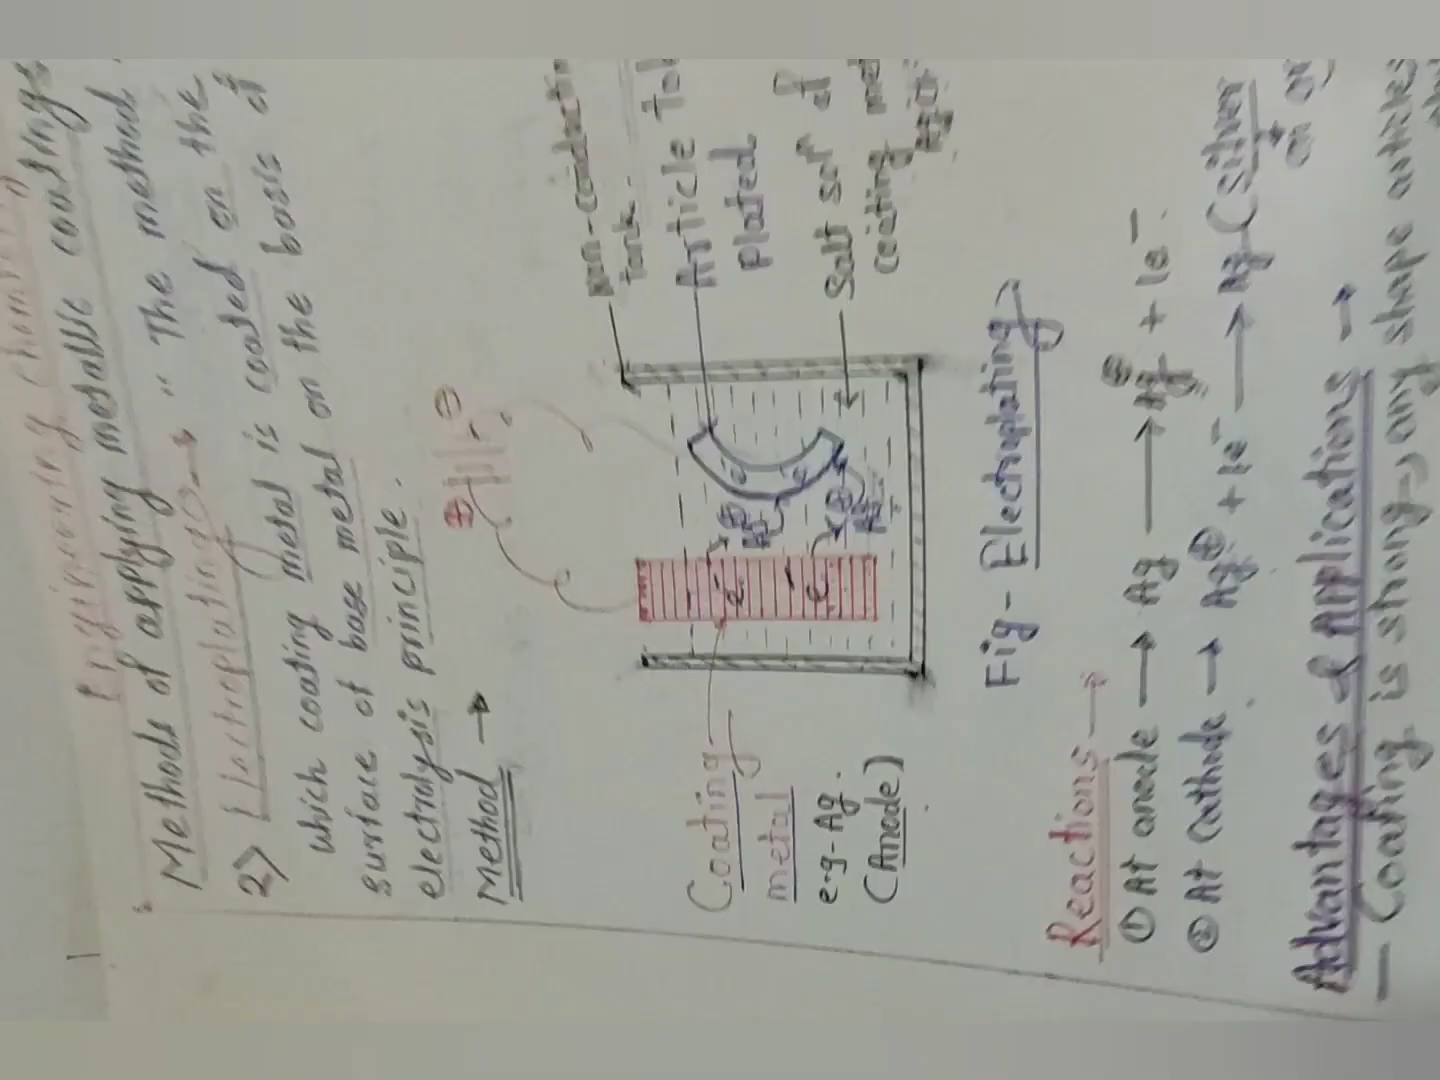 Engineering Chemistry
Methods of applying metallic coatings
2) Electroplating → " The method
which coating metal is coated on the
surface of base metal on the basis of
electrolysis principle.
Method →
⊕ ⊖
Non-conducting
tank.
Article To
plated
Salt solⁿ of
coating
Coating
metal
e.g-Ag.
(Anode)
e⁻
e⁻
Ag⊕
Ag⊕
Fig - Electroplating
Reactions →
① At anode → Ag → Ag⊕ + 1e⁻.
② At Cathode → Ag⊕ + 1e⁻ → Ag (Silver
Advantages & Applications →
— Coating is strong → any shape articles